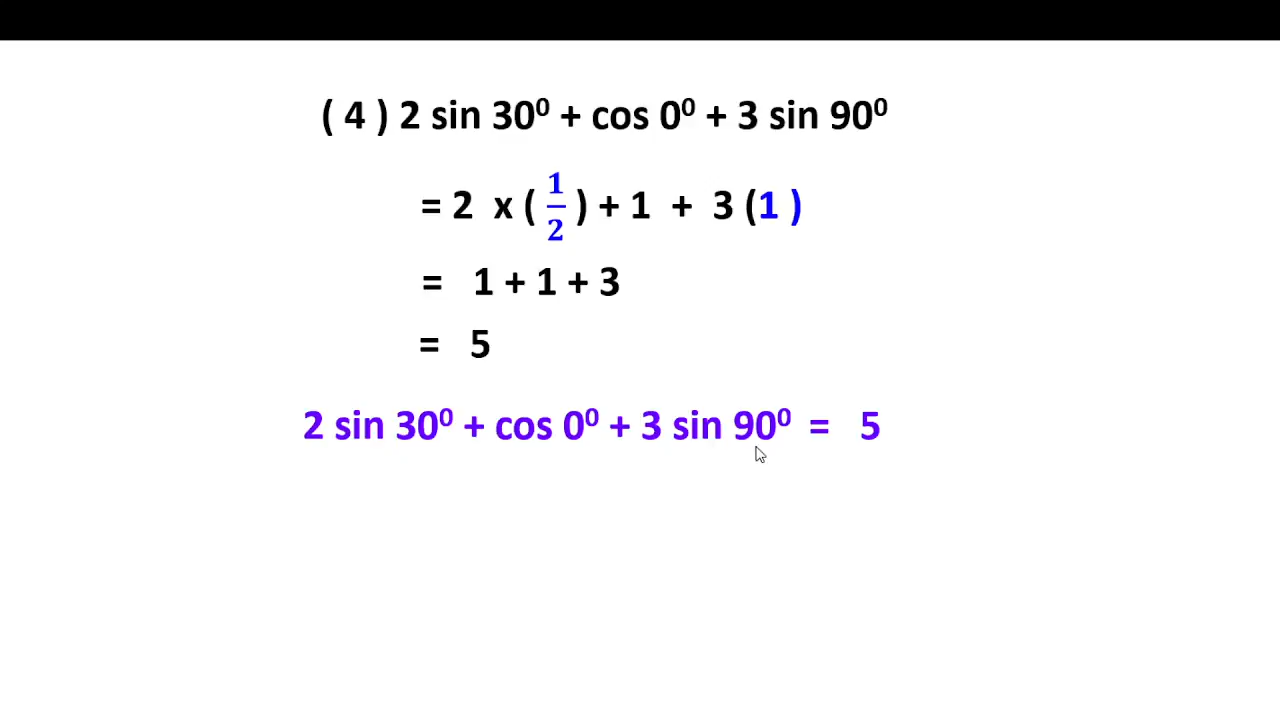 ( 4 ) 2 sin 30⁰ + cos 0⁰ + 3 sin 90⁰
= 2 x ( 1/2 ) + 1 + 3 (1 )
= 1 + 1 + 3
= 5
2 sin 30⁰ + cos 0⁰ + 3 sin 90⁰ = 5